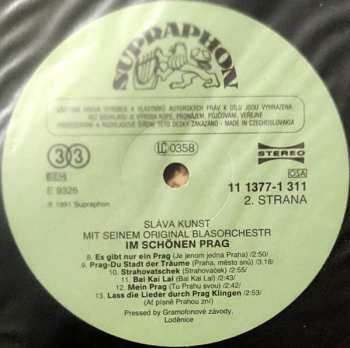 SUPRAPHON
VŠECHNA PRÁVA VÝROBCE A VLASTNÍKŮ AUTORSKÝCH PRÁV K DÍLU JSOU VYHRAZENA.
BEZ SOUHLASU JE VÝROBA KOPIÍ, PRONÁJEM, PŮJČOVÁNÍ, VEŘEJNÉ
PROVOZOVÁNÍ A ROZHLASOVÉ ŠÍŘENÍ TÉTO DESKY ZAKÁZÁNO - MADE IN CZECHOSLOVAKIA
33
LC 0358
STEREO
E 9326
OSA
℗ 1991 Supraphon
11 1377-1 311
2. STRANA
SLÁVA KUNST
MIT SEINEM ORIGINAL BLASORCHESTR
IM SCHÖNEN PRAG
8. Es gibt nur ein Prag (Je jenom jedna Praha) /2:50/
9. Prag-Du Stadt der Träume (Praha, město snů) /3:18/
10. Strahovatschek (Strahováček) /2:55/
11. Bai Kai Lai (Bai Kai Lai) /2:43/
12. Mein Prag (Tu Prahu svou) /2:42/
13. Lass die Lieder durch Prag Klingen /2:53/
(Ať písně Prahou zní)
Pressed by Gramofonové závody,
Loděnice